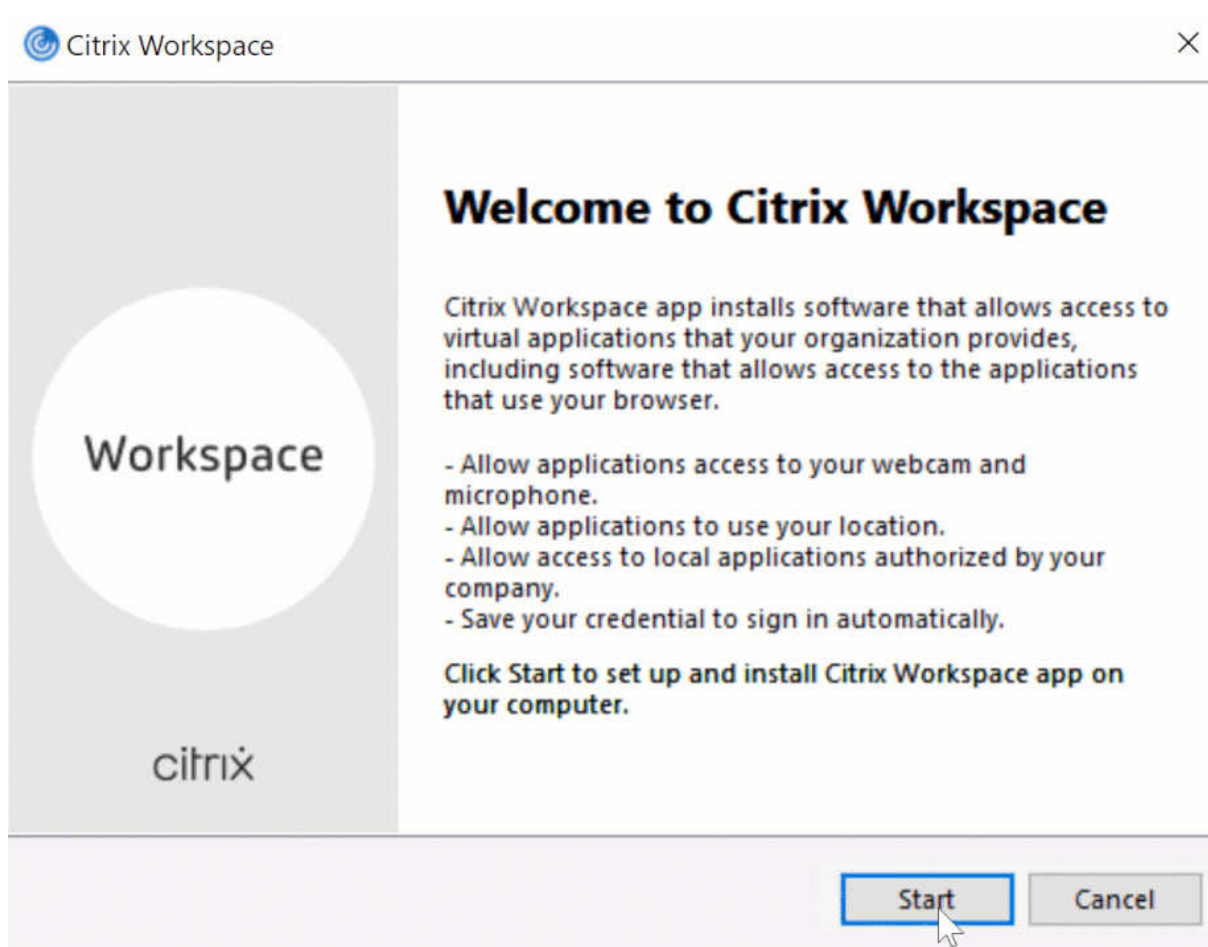 Citrix Workspace
Welcome to Citrix Workspace
Citrix Workspace app installs software that allows access to
virtual applications that your organization provides,
including software that allows access to the applications
that use your browser.
- Allow applications access to your webcam and
microphone.
- Allow applications to use your location.
- Allow access to local applications authorized by your
company.
- Save your credential to sign in automatically.
Click Start to set up and install Citrix Workspace app on
your computer.
Workspace
citrix
Start
Cancel